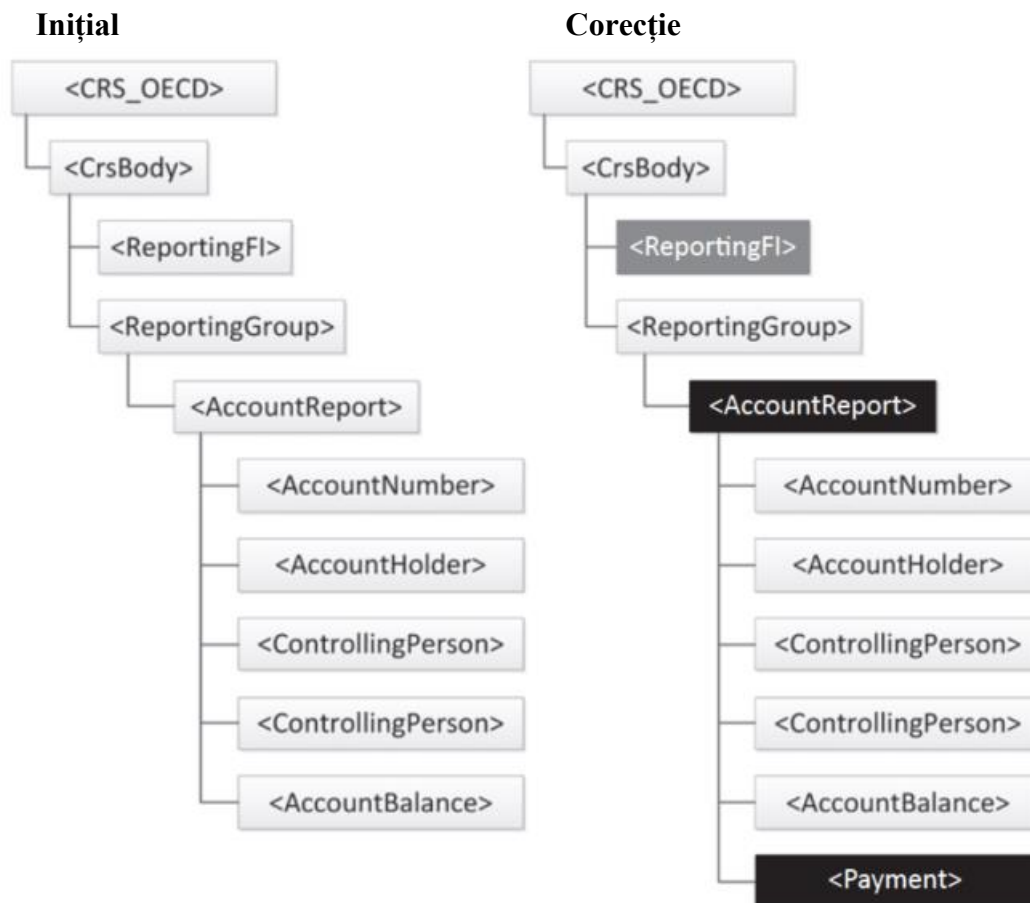 Inițial
<CRS_OECD>
<CrsBody>
<ReportingFI>
<ReportingGroup>
<AccountReport>
<AccountNumber>
<AccountHolder>
<ControllingPerson>
<ControllingPerson>
<AccountBalance>
Corecție
<CRS_OECD>
<CrsBody>
<ReportingFI>
<ReportingGroup>
<AccountReport>
<AccountNumber>
<AccountHolder>
<ControllingPerson>
<ControllingPerson>
<AccountBalance>
<Payment>